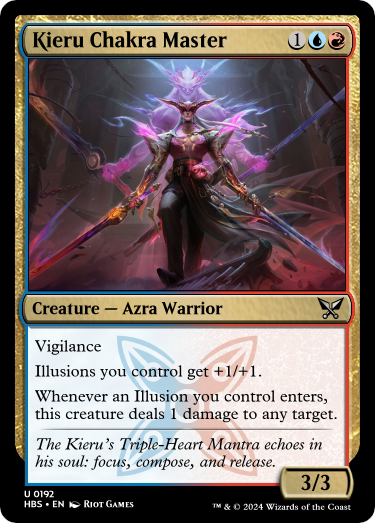 Kieru Chakra Master 1
Creature — Azra Warrior
Vigilance
Illusions you control get +1/+1.
Whenever an Illusion you control enters,
this creature deals 1 damage to any target.
The Kieru's Triple-Heart Mantra echoes in
his soul: focus, compose, and release.
3/3
U 0192
HBS • EN Riot Games
™ & © 2024 Wizards of the Coast